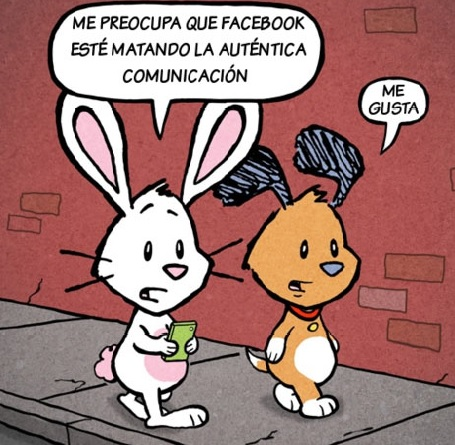 ME PREOCUPA QUE FACEBOOK
ESTÉ MATANDO LA AUTÉNTICA
COMUNICACIÓN
ME
GUSTA